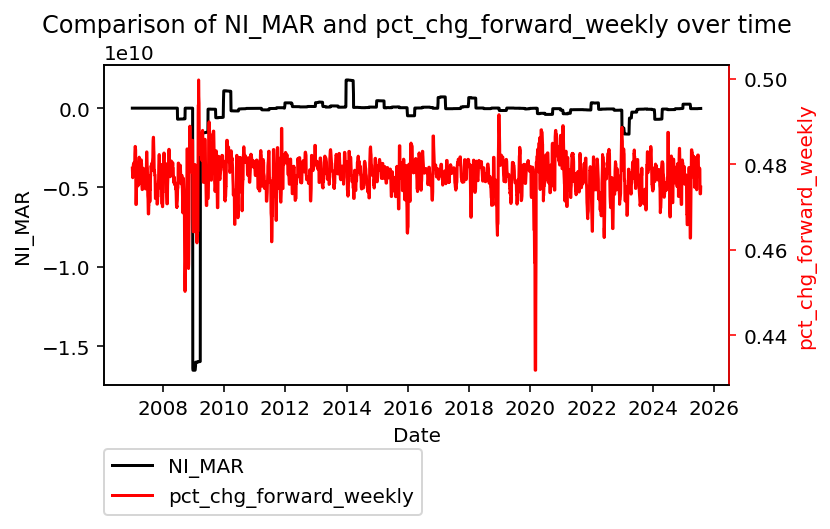 Comparison of NI_MAR and pct_chg_forward_weekly over time
1e10
0.0
−0.5
−1.0
−1.5
NI_MAR
0.50
0.48
0.46
0.44
pct_chg_forward_weekly
2008 2010 2012 2014 2016 2018 2020 2022 2024 2026
Date
NI_MAR
pct_chg_forward_weekly